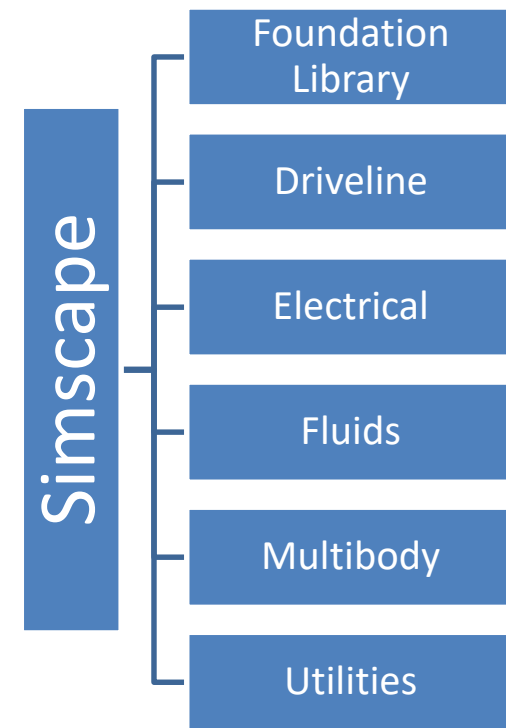 Simscape
Foundation
Library
Driveline
Electrical
Fluids
Multibody
Utilities